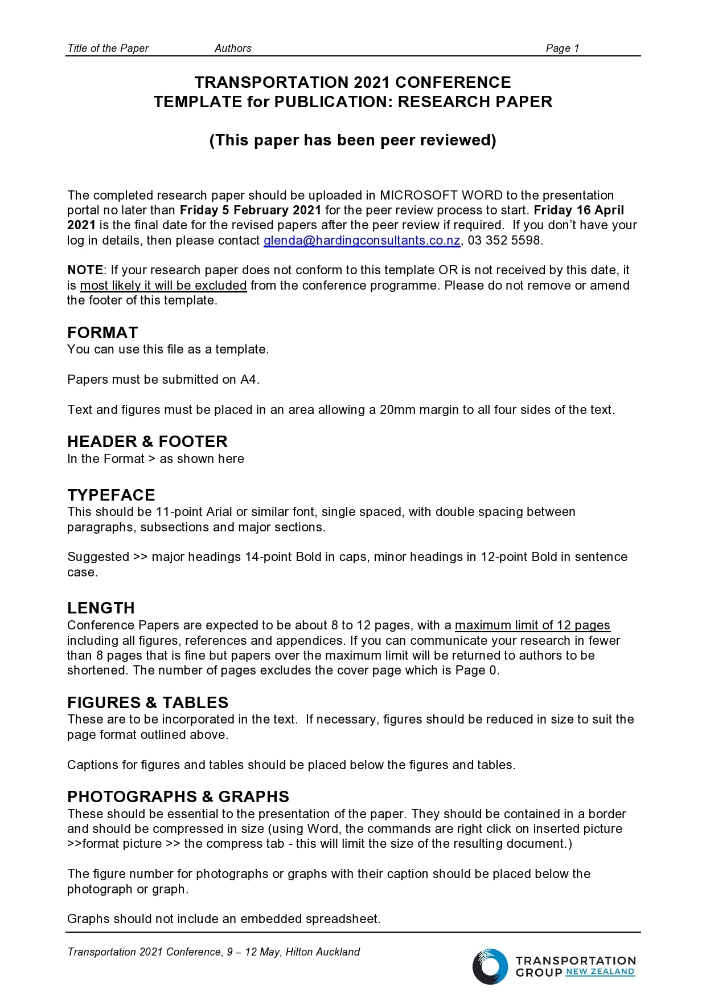 Title of the Paper Authors Page 1
TRANSPORTATION 2021 CONFERENCE
TEMPLATE for PUBLICATION: RESEARCH PAPER
(This paper has been peer reviewed)
The completed research paper should be uploaded in MICROSOFT WORD to the presentation
portal no later than Friday 5 February 2021 for the peer review process to start. Friday 16 April
2021 is the final date for the revised papers after the peer review if required.  If you don’t have your
log in details, then please contact glenda@hardingconsultants.co.nz, 03 352 5598.
NOTE: If your research paper does not conform to this template OR is not received by this date, it
is most likely it will be excluded from the conference programme. Please do not remove or amend
the footer of this template.
FORMAT
You can use this file as a template.
Papers must be submitted on A4.
Text and figures must be placed in an area allowing a 20mm margin to all four sides of the text.
HEADER & FOOTER
In the Format > as shown here
TYPEFACE
This should be 11-point Arial or similar font, single spaced, with double spacing between
paragraphs, subsections and major sections.
Suggested >> major headings 14-point Bold in caps, minor headings in 12-point Bold in sentence
case.
LENGTH
Conference Papers are expected to be about 8 to 12 pages, with a maximum limit of 12 pages
including all figures, references and appendices. If you can communicate your research in fewer
than 8 pages that is fine but papers over the maximum limit will be returned to authors to be
shortened. The number of pages excludes the cover page which is Page 0.
FIGURES & TABLES
These are to be incorporated in the text.  If necessary, figures should be reduced in size to suit the
page format outlined above.
Captions for figures and tables should be placed below the figures and tables.
PHOTOGRAPHS & GRAPHS
These should be essential to the presentation of the paper. They should be contained in a border
and should be compressed in size (using Word, the commands are right click on inserted picture
>>format picture >> the compress tab - this will limit the size of the resulting document.)
The figure number for photographs or graphs with their caption should be placed below the
photograph or graph.
Graphs should not include an embedded spreadsheet.
Transportation 2021 Conference, 9 – 12 May, Hilton Auckland
TRANSPORTATION
GROUP NEW ZEALAND